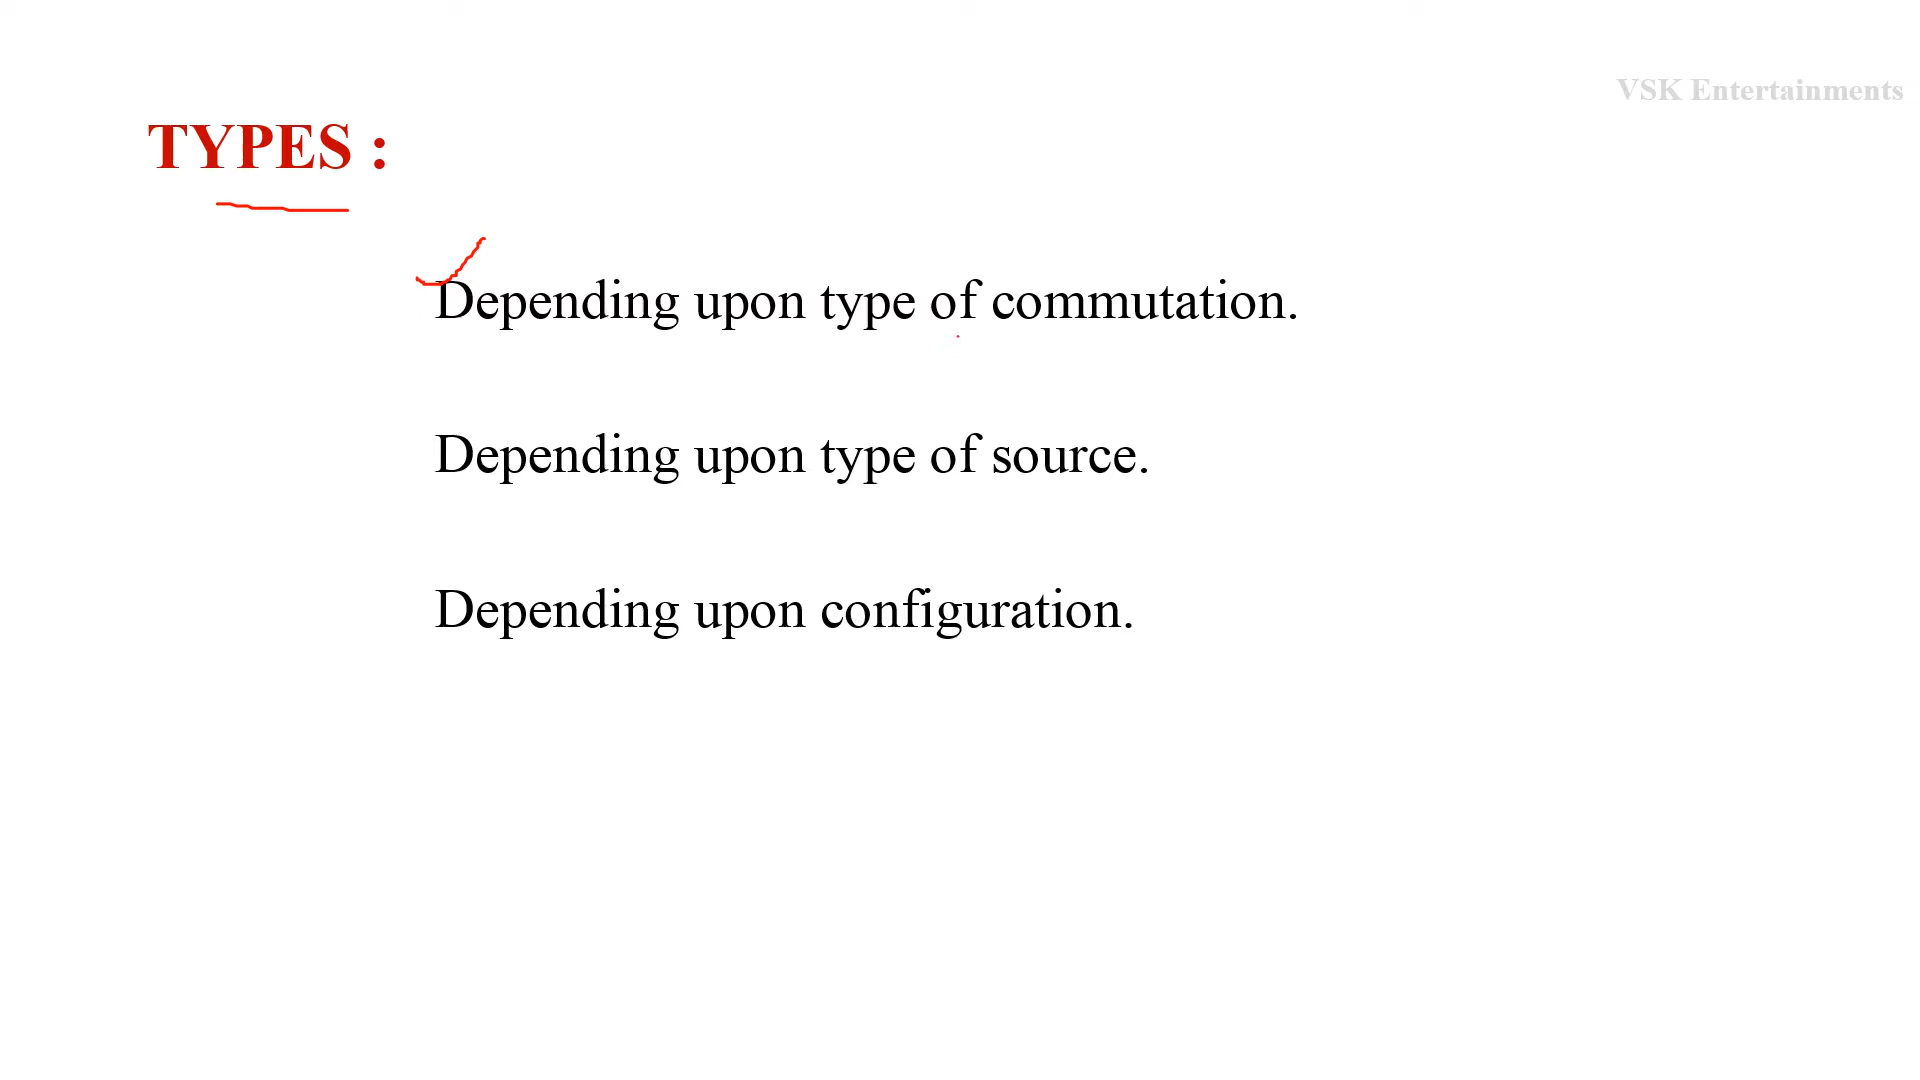 VSK Entertainments
TYPES :
Depending upon type of commutation.
Depending upon type of source.
Depending upon configuration.